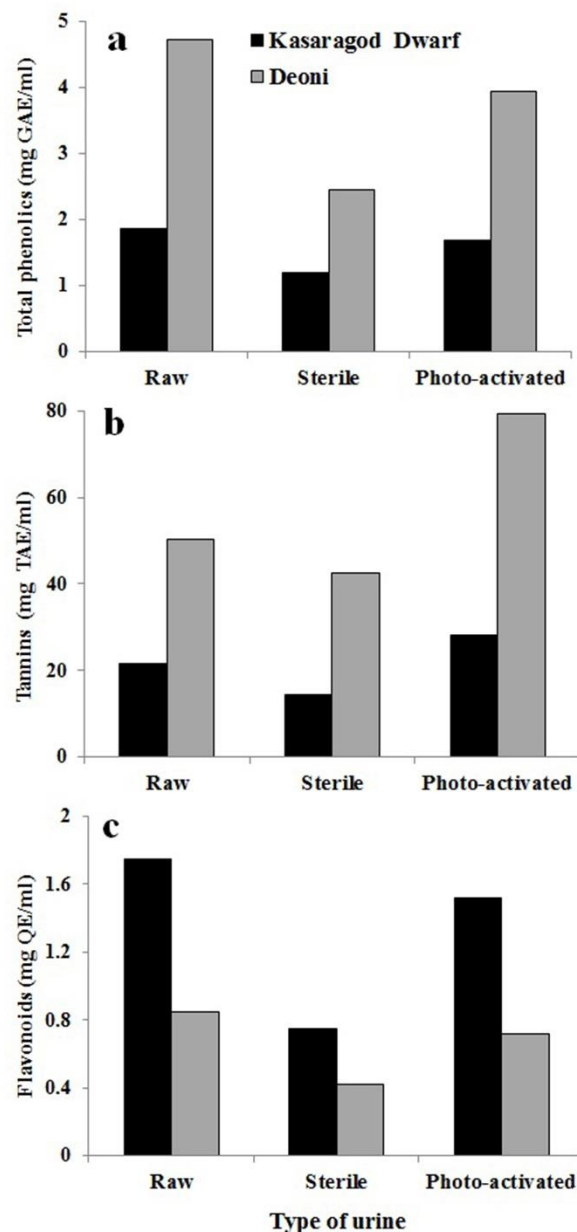 a
Kasaragod Dwarf
Deoni
Total phenolics (mg GAE/ml)
5
4
3
2
1
0
Raw Sterile Photo-activated
b
Tannins (mg TAE/ml)
80
60
40
20
0
Raw Sterile Photo-activated
c
Flavonoids (mg QE/ml)
2
1.6
1.2
0.8
0.4
0
Raw Sterile Photo-activated
Type of urine